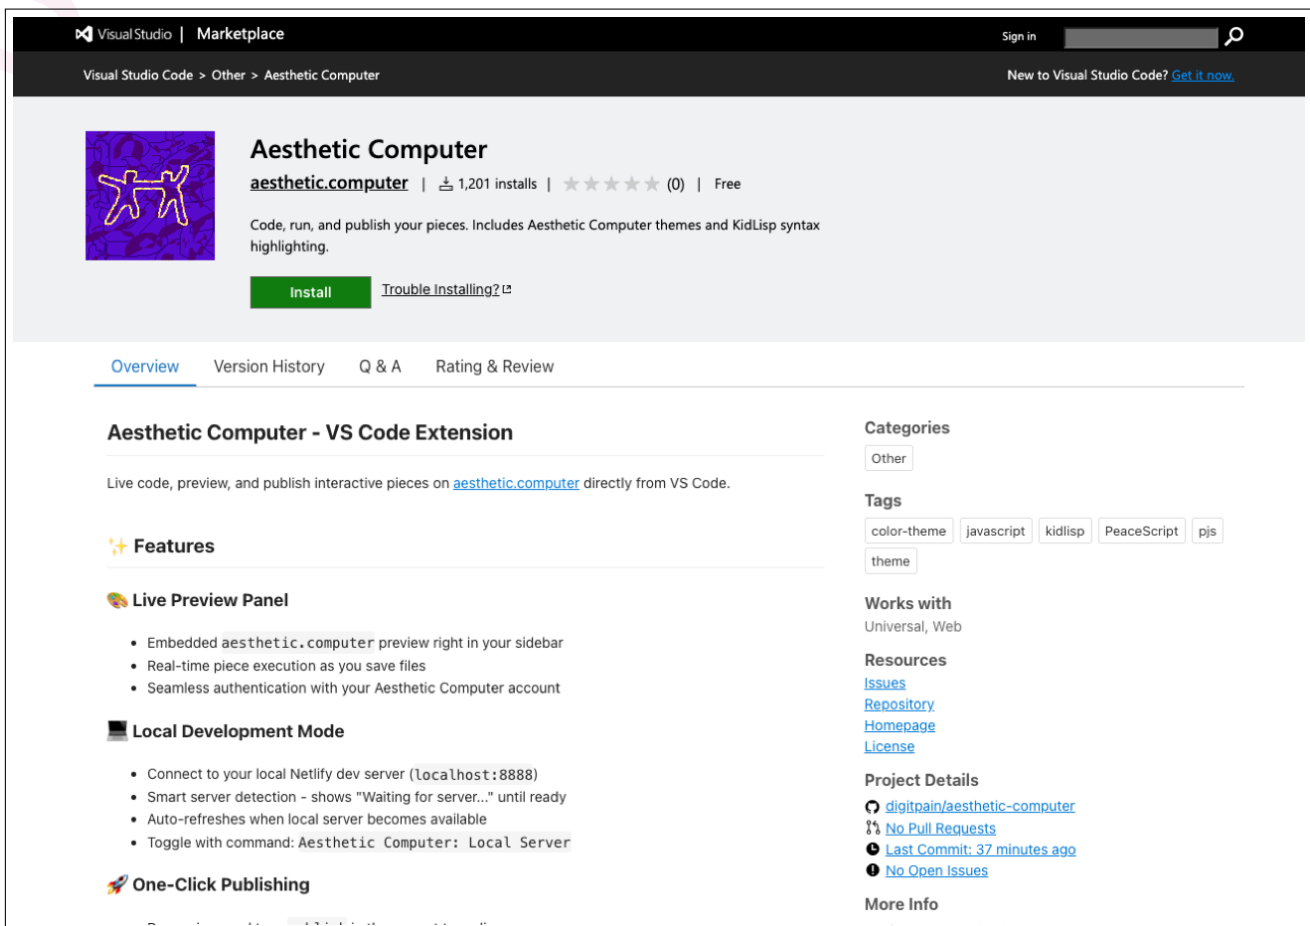 Visual Studio | Marketplace
Sign in
Visual Studio Code > Other > Aesthetic Computer
New to Visual Studio Code? Get it now.
Aesthetic Computer
aesthetic.computer | 1,201 installs | (0) | Free
Code, run, and publish your pieces. Includes Aesthetic Computer themes and KidLisp syntax
highlighting.
Install
Trouble Installing?
Overview Version History Q & A Rating & Review
Aesthetic Computer - VS Code Extension
Live code, preview, and publish interactive pieces on aesthetic.computer directly from VS Code.
✨ Features
🎨 Live Preview Panel
• Embedded aesthetic.computer preview right in your sidebar
• Real-time piece execution as you save files
• Seamless authentication with your Aesthetic Computer account
💻 Local Development Mode
• Connect to your local Netlify dev server (localhost:8888)
• Smart server detection - shows "Waiting for server..." until ready
• Auto-refreshes when local server becomes available
• Toggle with command: Aesthetic Computer: Local Server
🚀 One-Click Publishing
Categories
Other
Tags
color-theme javascript kidlisp PeaceScript pjs
theme
Works with
Universal, Web
Resources
Issues
Repository
Homepage
License
Project Details
digitpain/aesthetic-computer
No Pull Requests
Last Commit: 37 minutes ago
No Open Issues
More Info